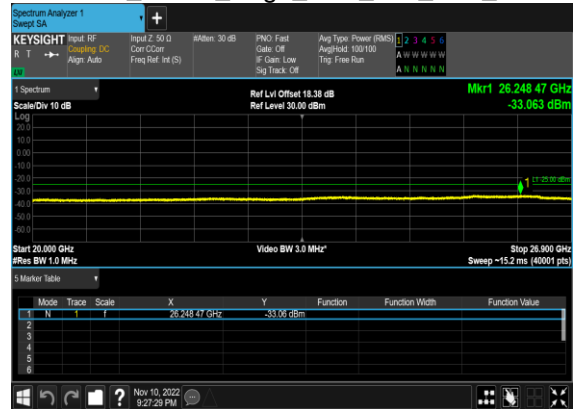 Spectrum Analyzer 1
Swept SA
+
KEYSIGHT Input: RF Input Z: 50 Ω #Atten: 30 dB PNO: Fast Avg Type: Power (RMS) 1 2 3 4 5 6
R T Coupling: DC Corr CCorr Gate: Off Avg|Hold: 100/100 A W W W W W
Align: Auto Freq Ref: Int (S) IF Gain: Low Trig: Free Run
LW Sig Track: Off A N N N N N
1 Spectrum Ref Lvl Offset 18.38 dB Mkr1 26.248 47 GHz
Scale/Div 10 dB Ref Level 30.00 dBm -33.063 dBm
Log
20.0
10.0
0.00
-10.0
-20.0
1 L1 -25.00 dBm
-30.0
-40.0
-50.0
-60.0
Start 20.000 GHz Video BW 3.0 MHz* Stop 26.900 GHz
#Res BW 1.0 MHz Sweep ~15.2 ms (40001 pts)
5 Marker Table
Mode Trace Scale X Y Function Function Width Function Value
1 N 1 f 26.248 47 GHz -33.06 dBm
2
3
4
5
6
? Nov 10, 2022
9:27:29 PM